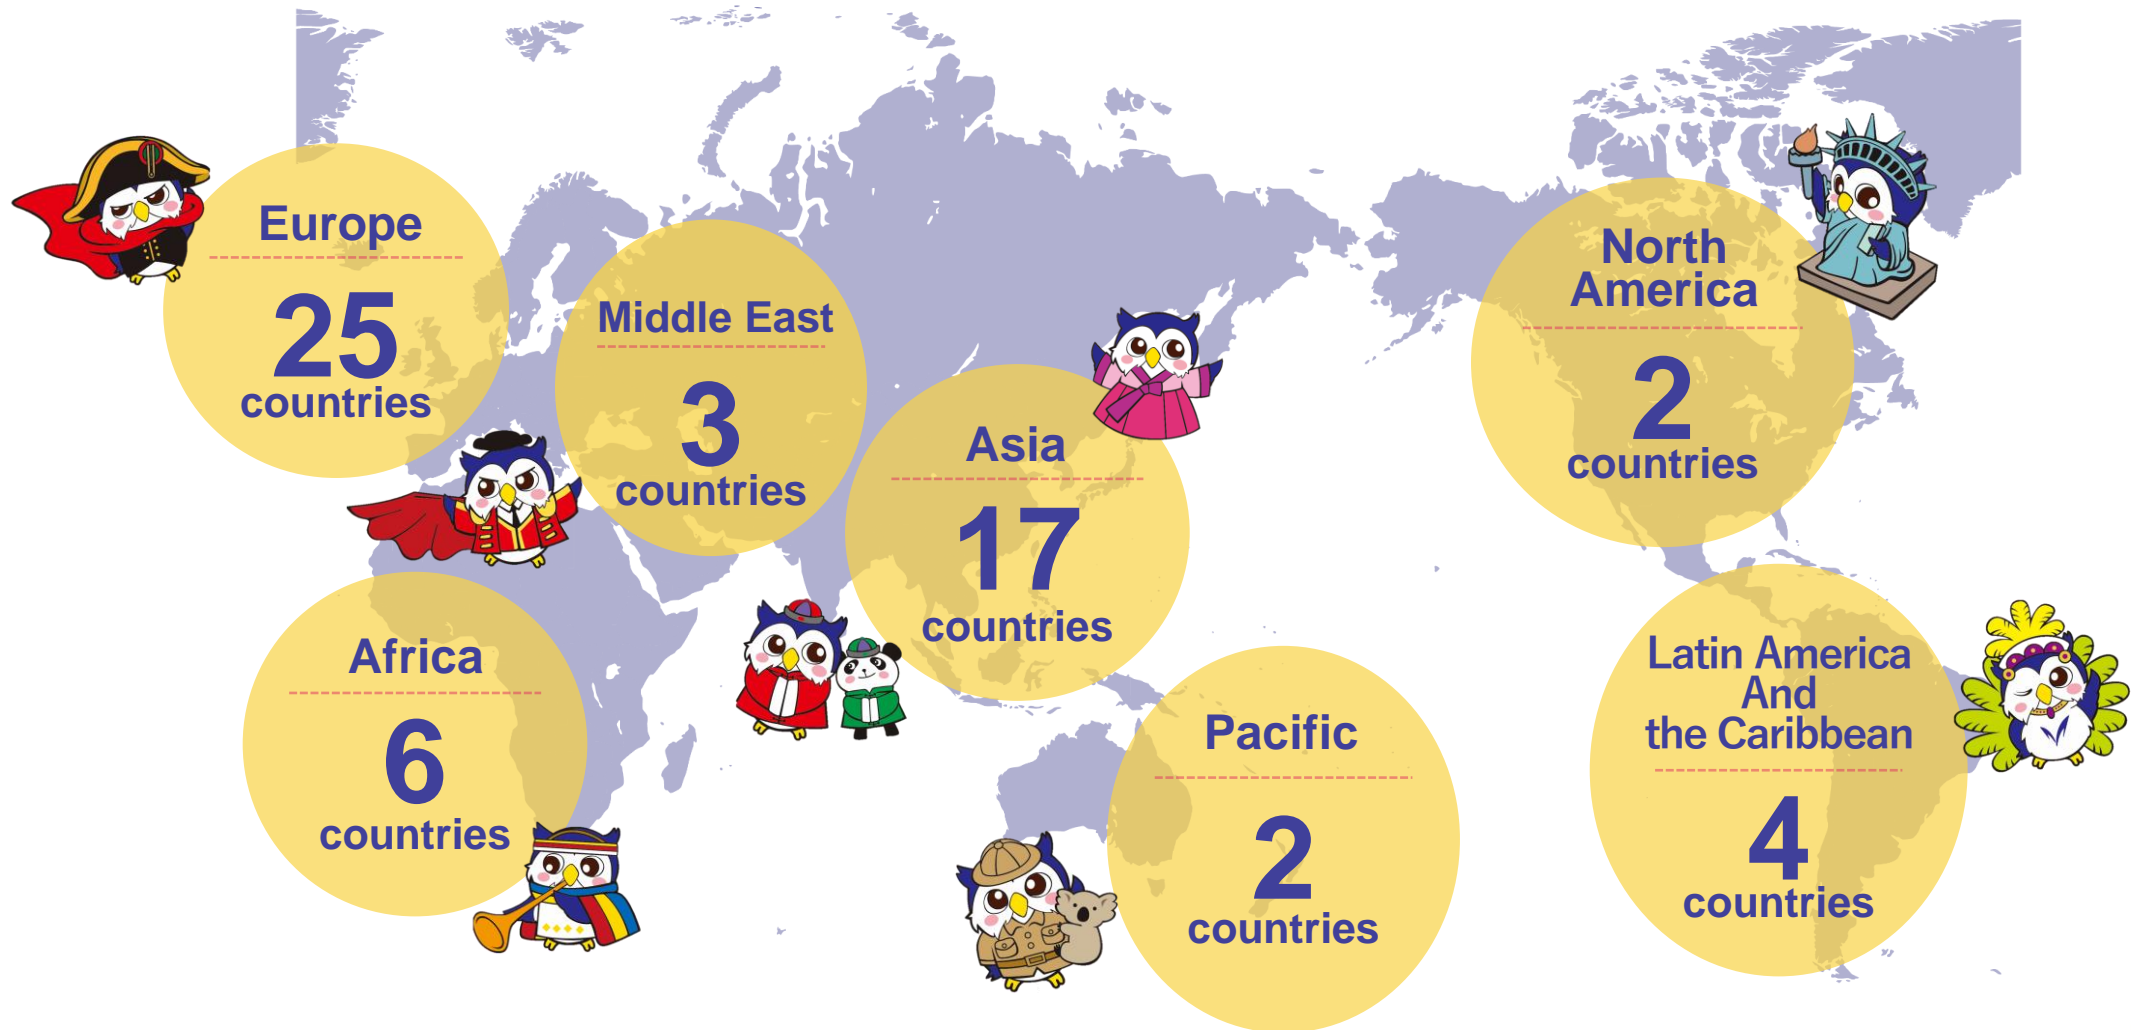 Europe
25
countries
Middle East
3
countries
Asia
17
countries
North
America
2
countries
Africa
6
countries
Pacific
2
countries
Latin America
And
the Caribbean
4
countries